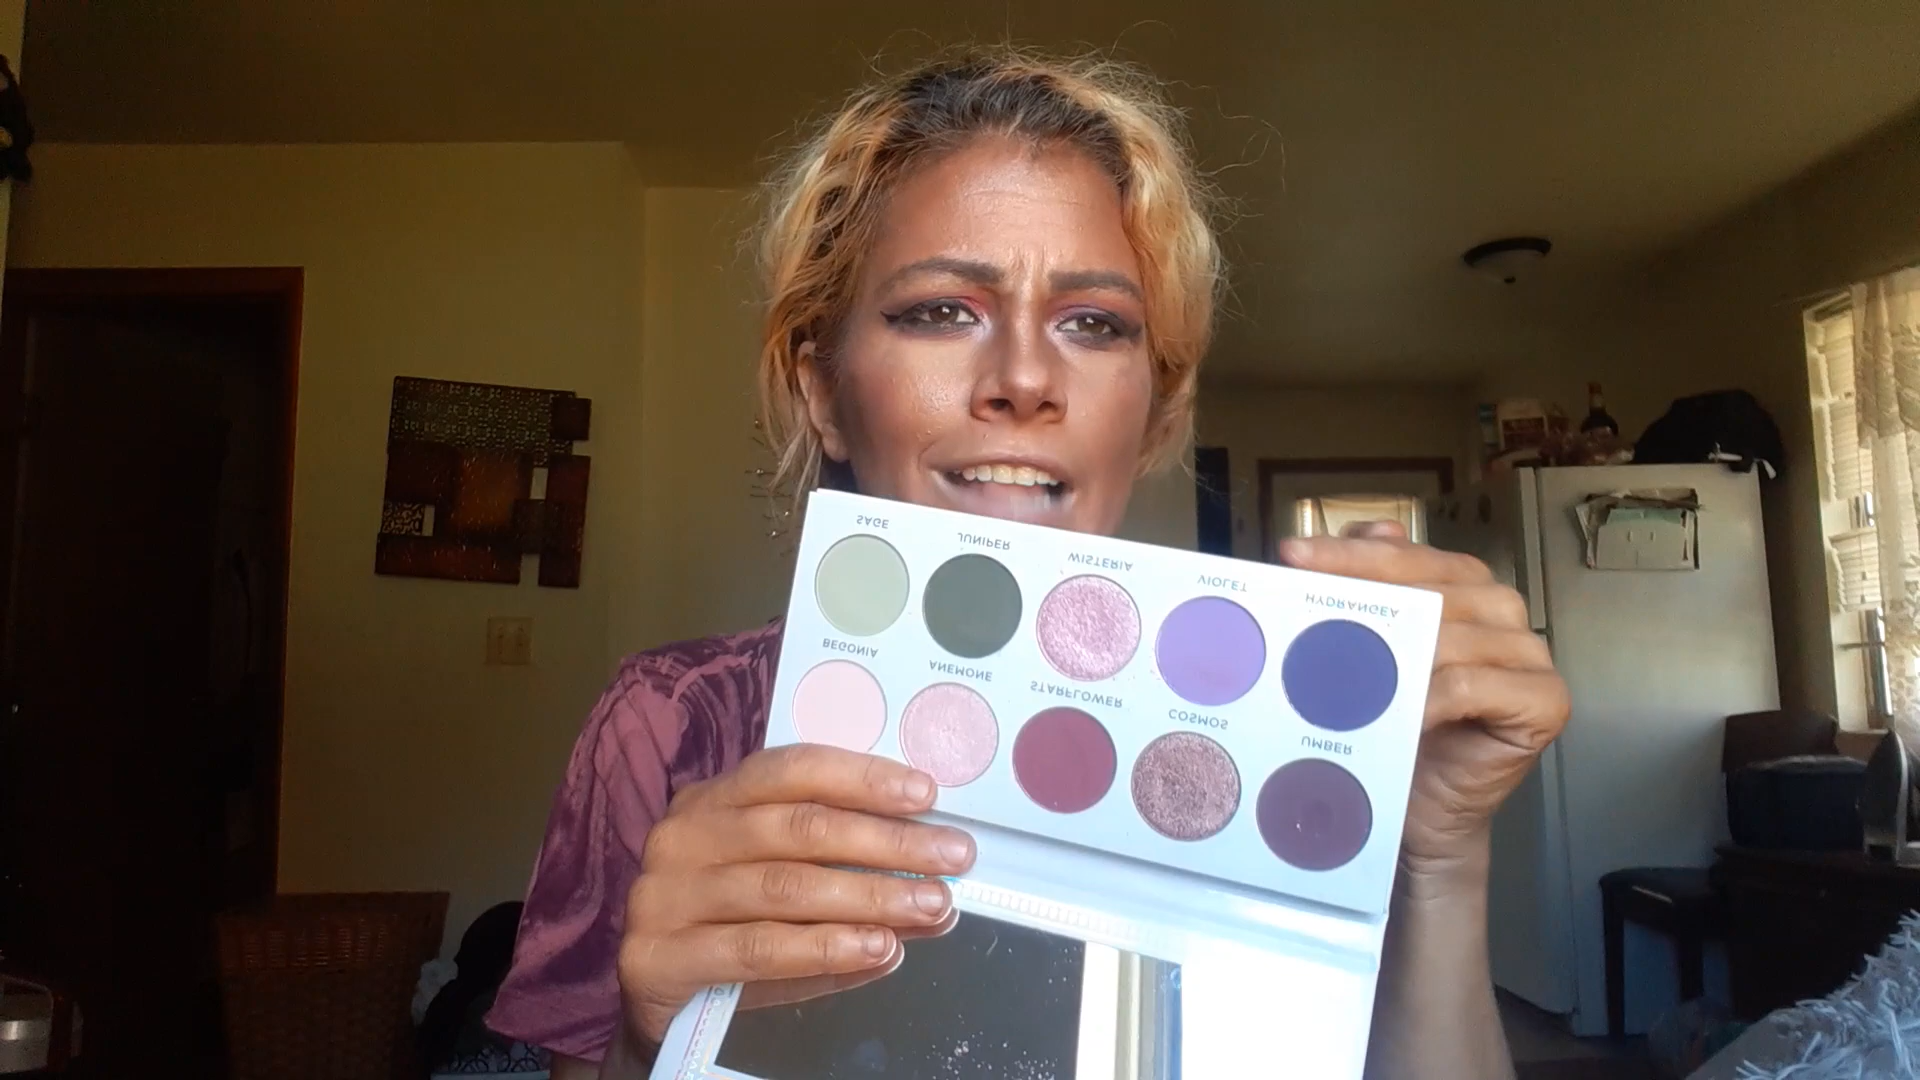 SAGE JUNIPER WISTERIA VIOLET HYDRANGEA
BEGONIA ANEMONE STARFLOWER COSMOS UMBER